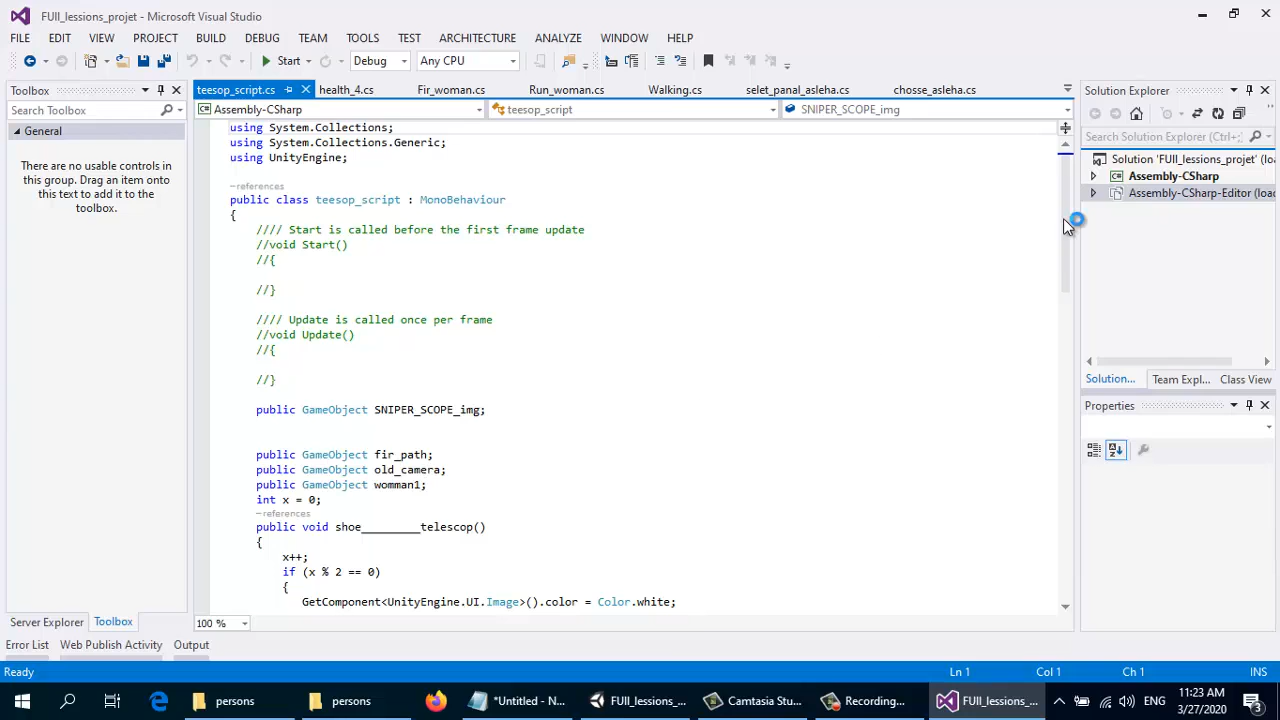 FUll_lessions_projet - Microsoft Visual Studio
FILE EDIT VIEW PROJECT BUILD DEBUG TEAM TOOLS TEST ARCHITECTURE ANALYZE WINDOW HELP
Start Debug Any CPU
Toolbox
Search Toolbox
General
There are no usable controls in
this group. Drag an item onto
this text to add it to the
toolbox.
Server Explorer Toolbox
teesop_script.cs health_4.cs Fir_woman.cs Run_woman.cs Walking.cs selet_panal_asleha.cs chosse_asleha.cs
Assembly-CSharp teesop_script SNIPER_SCOPE_img
using System.Collections;
using System.Collections.Generic;
using UnityEngine;
–references
public class teesop_script : MonoBehaviour
{
//// Start is called before the first frame update
//void Start()
//{
//}
//// Update is called once per frame
//void Update()
//{
//}
public GameObject SNIPER_SCOPE_img;
public GameObject fir_path;
public GameObject old_camera;
public GameObject womman1;
int x = 0;
–references
public void shoe_________telescop()
{
x++;
if (x % 2 == 0)
{
GetComponent<UnityEngine.UI.Image>().color = Color.white;
100 %
Solution Explorer
Search Solution Explorer (Ctrl+;
Solution 'FUll_lessions_projet' (loa
Assembly-CSharp
Assembly-CSharp-Editor (load
Solution... Team Expl... Class View
Properties
Error List Web Publish Activity Output
Ready Ln 1 Col 1 Ch 1 INS
persons persons *Untitled - N... FUll_lessions_... Camtasia Stu... Recording... FUll_lessions_... ENG 11:23 AM
3/27/2020
3